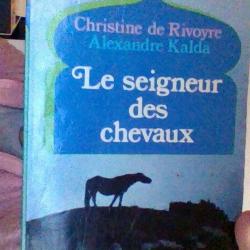 Christine de Rivoyre
Alexandre Kalda
Le seigneur
des
chevaux